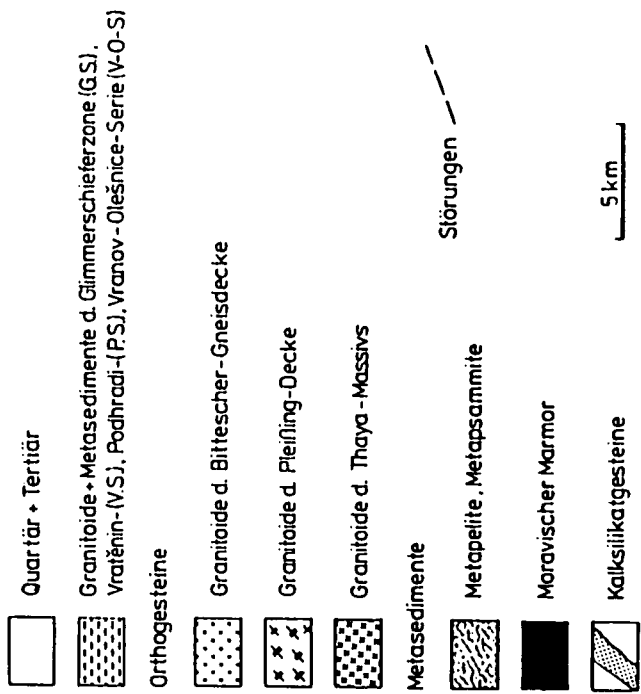 Quartär + Tertiär
Granitoide + Metasedimente d. Glimmerschieferzone (G.S.),
Vratěnin-(V.S.), Podhradi-(P.S.), Vranov-Olešnice-Serie (V-O-S)
Orthogesteine
Granitoide d. Bittescher-Gneisdecke
Granitoide d. Pleißing-Decke
Granitoide d. Thaya-Massivs
Metasedimente
Metapelite, Metapsammite
Moravischer Marmor
Kalksilikatgesteine
Störungen
5 km